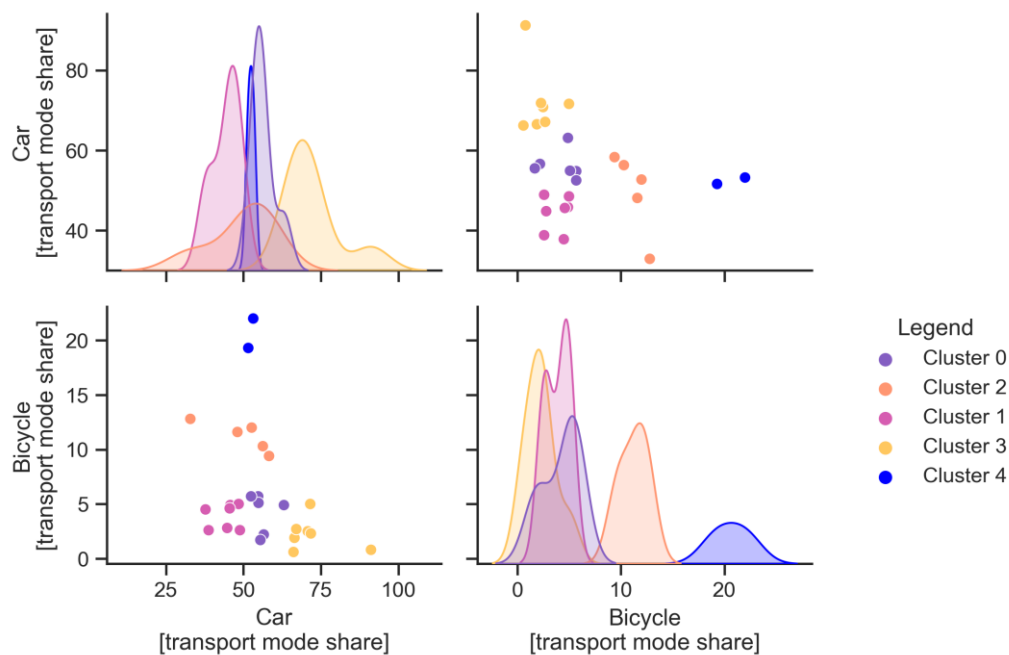 Car
[transport mode share]
80
60
40
Bicycle
[transport mode share]
20
15
10
5
0
25 50 75 100
Car
[transport mode share]
0 10 20
Bicycle
[transport mode share]
Legend
Cluster 0
Cluster 2
Cluster 1
Cluster 3
Cluster 4